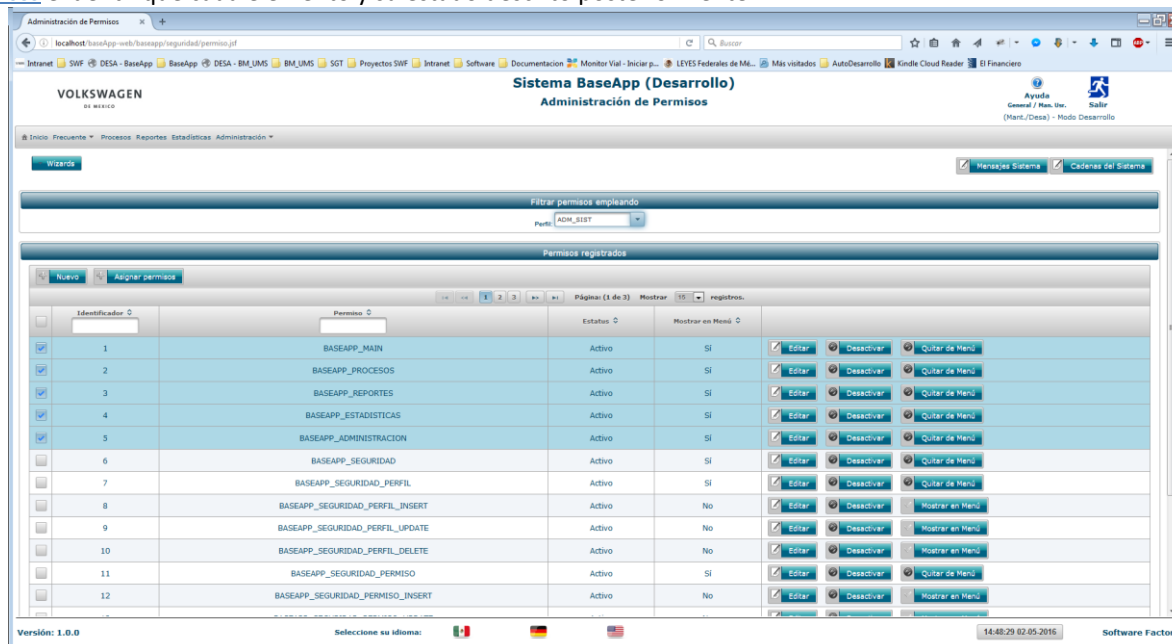 Administración de Permisos × +
localhost/baseApp-web/baseapp/seguridad/permiso.jsf Buscar
Intranet SWF DESA - BaseApp BaseApp DESA - BM_UMS BM_UMS SGT Proyectos SWF Intranet Software Documentacion Monitor Vial - Iniciar p... LEYES Federales de Mé... Más visitados AutoDesarrollo Kindle Cloud Reader El Financiero
VOLKSWAGEN
DE MEXICO
Sistema BaseApp (Desarrollo)
Administración de Permisos
Ayuda
General / Man. Usr.
Salir
(Mant./Desa) - Modo Desarrollo
Inicio Frecuente Procesos Reportes Estadísticas Administración
Wizards
Mensajes Sistema Cadenas del Sistema
Filtrar permisos empleando
Perfil: ADM_SIST
Permisos registrados
Nuevo Asignar permisos
1 2 3 Página: (1 de 3) Mostrar 15 registros.
Identificador Permiso Estatus Mostrar en Menú
1 BASEAPP_MAIN Activo Sí Editar Desactivar Quitar de Menú
2 BASEAPP_PROCESOS Activo Sí Editar Desactivar Quitar de Menú
3 BASEAPP_REPORTES Activo Sí Editar Desactivar Quitar de Menú
4 BASEAPP_ESTADISTICAS Activo Sí Editar Desactivar Quitar de Menú
5 BASEAPP_ADMINISTRACION Activo Sí Editar Desactivar Quitar de Menú
6 BASEAPP_SEGURIDAD Activo Sí Editar Desactivar Quitar de Menú
7 BASEAPP_SEGURIDAD_PERFIL Activo Sí Editar Desactivar Quitar de Menú
8 BASEAPP_SEGURIDAD_PERFIL_INSERT Activo No Editar Desactivar Mostrar en Menú
9 BASEAPP_SEGURIDAD_PERFIL_UPDATE Activo No Editar Desactivar Mostrar en Menú
10 BASEAPP_SEGURIDAD_PERFIL_DELETE Activo No Editar Desactivar Mostrar en Menú
11 BASEAPP_SEGURIDAD_PERMISO Activo Sí Editar Desactivar Quitar de Menú
12 BASEAPP_SEGURIDAD_PERMISO_INSERT Activo No Editar Desactivar Mostrar en Menú
Versión: 1.0.0 Seleccione su idioma: 14:48:29 02-05-2016 Software Factor